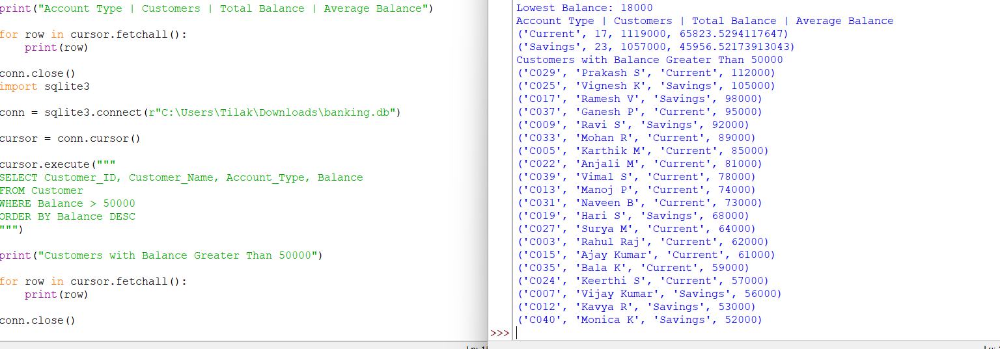 print("Account Type | Customers | Total Balance | Average Balance")
for row in cursor.fetchall():
    print(row)
conn.close()
import sqlite3
conn = sqlite3.connect(r"C:\Users\Tilak\Downloads\banking.db")
cursor = conn.cursor()
cursor.execute("""
SELECT Customer_ID, Customer_Name, Account_Type, Balance
FROM Customer
WHERE Balance > 50000
ORDER BY Balance DESC
""")
print("Customers with Balance Greater Than 50000")
for row in cursor.fetchall():
    print(row)
conn.close()
Lowest Balance: 18000
Account Type | Customers | Total Balance | Average Balance
('Current', 17, 1119000, 65823.5294117647)
('Savings', 23, 1057000, 45956.52173913043)
Customers with Balance Greater Than 50000
('C029', 'Prakash S', 'Current', 112000)
('C025', 'Vignesh K', 'Savings', 105000)
('C017', 'Ramesh V', 'Savings', 98000)
('C037', 'Ganesh P', 'Current', 95000)
('C009', 'Ravi S', 'Savings', 92000)
('C033', 'Mohan R', 'Current', 89000)
('C005', 'Karthik M', 'Current', 85000)
('C022', 'Anjali M', 'Current', 81000)
('C039', 'Vimal S', 'Current', 78000)
('C013', 'Manoj P', 'Current', 74000)
('C031', 'Naveen B', 'Current', 73000)
('C019', 'Hari S', 'Savings', 68000)
('C027', 'Surya M', 'Current', 64000)
('C003', 'Rahul Raj', 'Current', 62000)
('C015', 'Ajay Kumar', 'Current', 61000)
('C035', 'Bala K', 'Current', 59000)
('C024', 'Keerthi S', 'Current', 57000)
('C007', 'Vijay Kumar', 'Savings', 56000)
('C012', 'Kavya R', 'Savings', 53000)
('C040', 'Monica K', 'Savings', 52000)
>>>